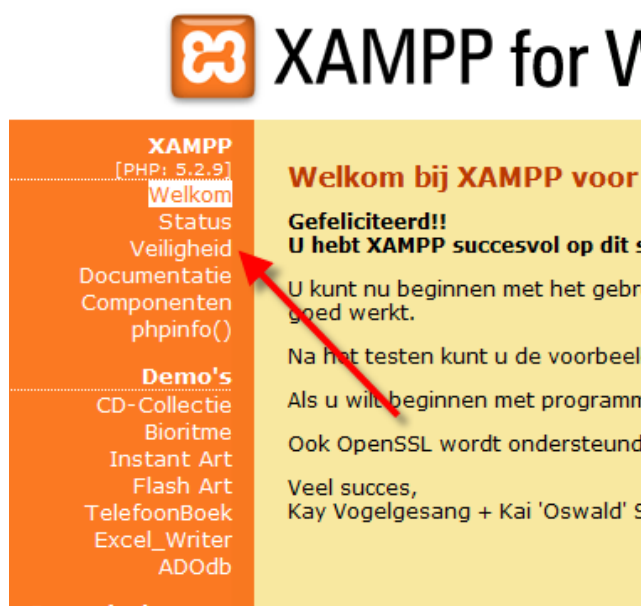 XAMPP for
XAMPP
[PHP: 5.2.9]
Welkom
Status
Veiligheid
Documentatie
Componenten
phpinfo()
Demo's
CD-Collectie
Bioritme
Instant Art
Flash Art
TelefoonBoek
Excel_Writer
ADOdb
Welkom bij XAMPP voor
Gefeliciteerd!!
U hebt XAMPP succesvol op dit s
U kunt nu beginnen met het gebr
goed werkt.
Na het testen kunt u de voorbeel
Als u wilt beginnen met programm
Ook OpenSSL wordt ondersteund
Veel succes,
Kay Vogelgesang + Kai 'Oswald' S